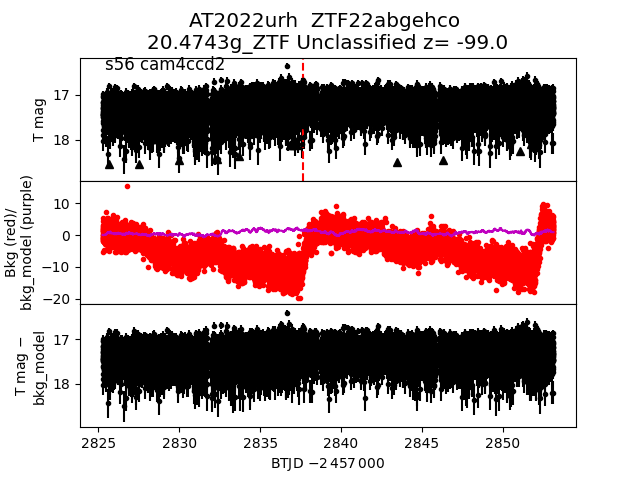 AT2022urh  ZTF22abgehco
20.4743g_ZTF Unclassified z= -99.0
s56 cam4ccd2
T mag
17
18
Bkg (red)/
bkg_model (purple)
10
0
−10
−20
T mag −
bkg_model
17
18
2825 2830 2835 2840 2845 2850
BTJD −2 457 000